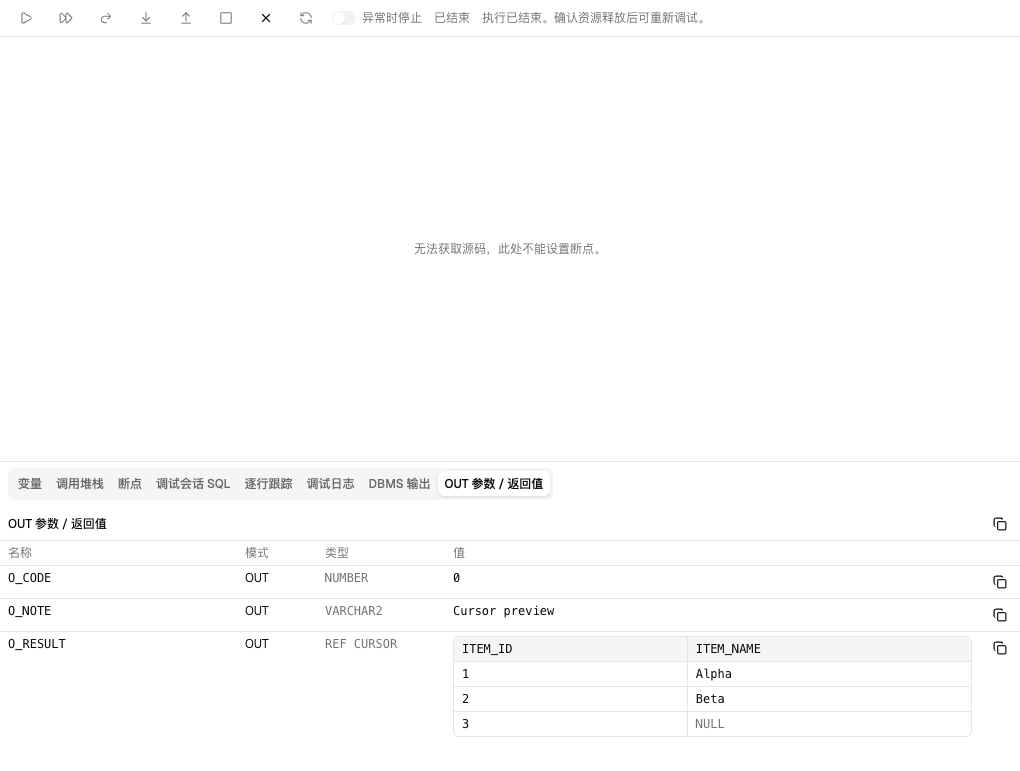 异常时停止 已结束 执行已结束。确认资源释放后可重新调试。
无法获取源码，此处不能设置断点。
变量 调用堆栈 断点 调试会话 SQL 逐行跟踪 调试日志 DBMS 输出 OUT 参数 / 返回值
OUT 参数 / 返回值
名称 模式 类型 值
O_CODE OUT NUMBER 0
O_NOTE OUT VARCHAR2 Cursor preview
O_RESULT OUT REF CURSOR ITEM_ID ITEM_NAME
1 Alpha
2 Beta
3 NULL